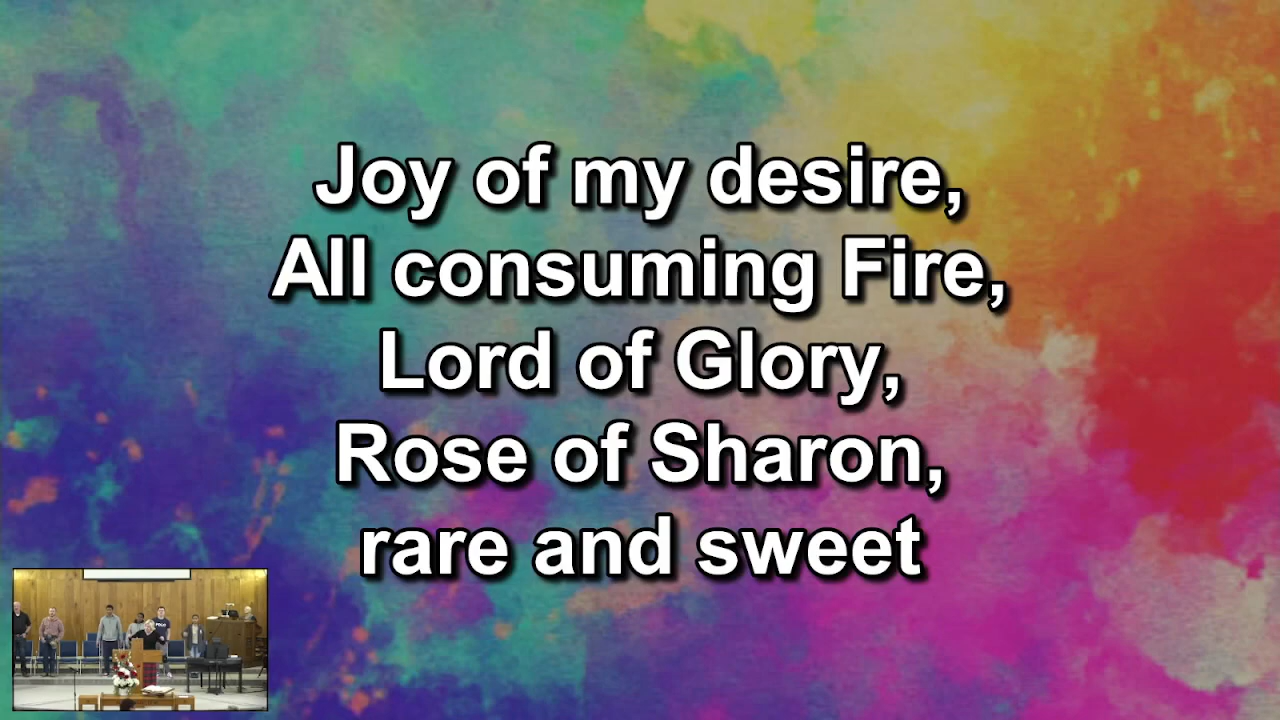 Joy of my desire,
All consuming Fire,
Lord of Glory,
Rose of Sharon,
rare and sweet